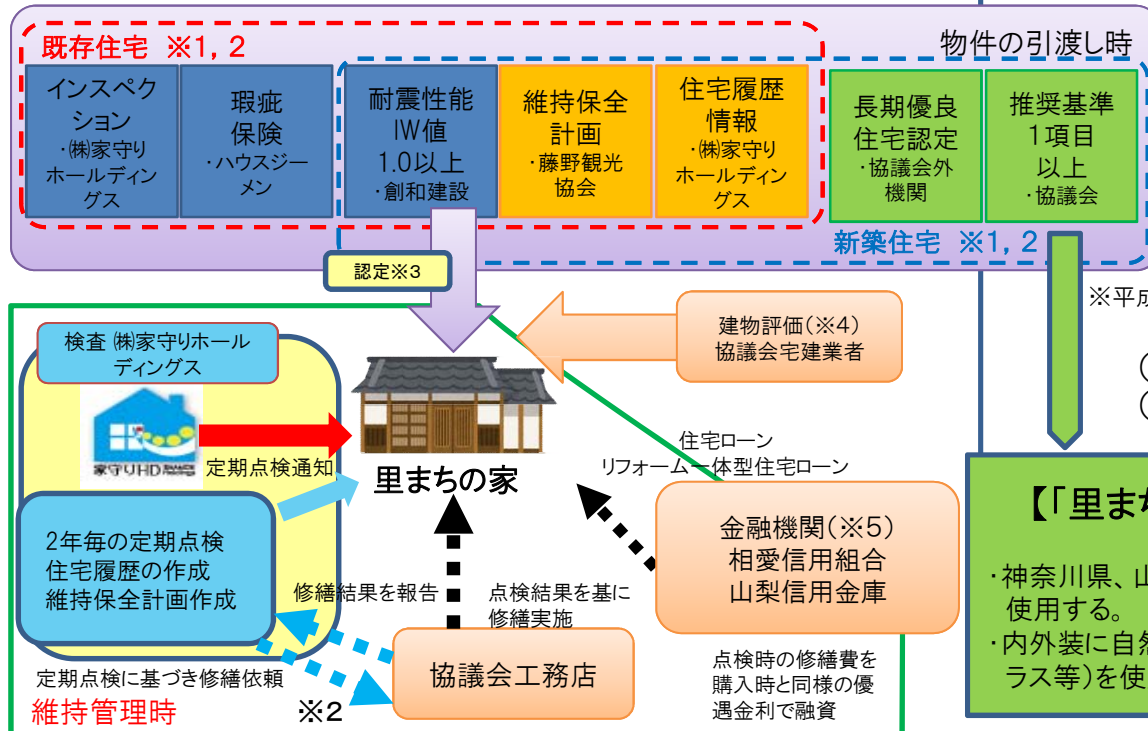 既存住宅 ※1, 2
物件の引渡し時
インスペク
ション
・㈱家守り
ホールディン
グス
瑕疵
保険
・ハウスジー
メン
耐震性能
IW値
1.0以上
・創和建設
維持保全
計画
・藤野観光
協会
住宅履歴
情報
・㈱家守り
ホールディン
グス
長期優良
住宅認定
・協議会外
機関
推奨基準
1項目
以上
・協議会
新築住宅 ※1, 2
認定※3
※平成
検査 ㈱家守りホール
ディングス
建物評価(※4)
協議会宅建業者
家守りHD
定期点検通知
里まちの家
住宅ローン
リフォーム一体型住宅ローン
2年毎の定期点検
住宅履歴の作成
維持保全計画作成
金融機関(※5)
相愛信用組合
山梨信用金庫
修繕結果を報告
点検結果を基に
修繕実施
協議会工務店
定期点検に基づき修繕依頼
維持管理時
※2
点検時の修繕費を
購入時と同様の優
遇金利で融資
【「里まち
・神奈川県、山
使用する。
・内外装に自然
ラス等)を使